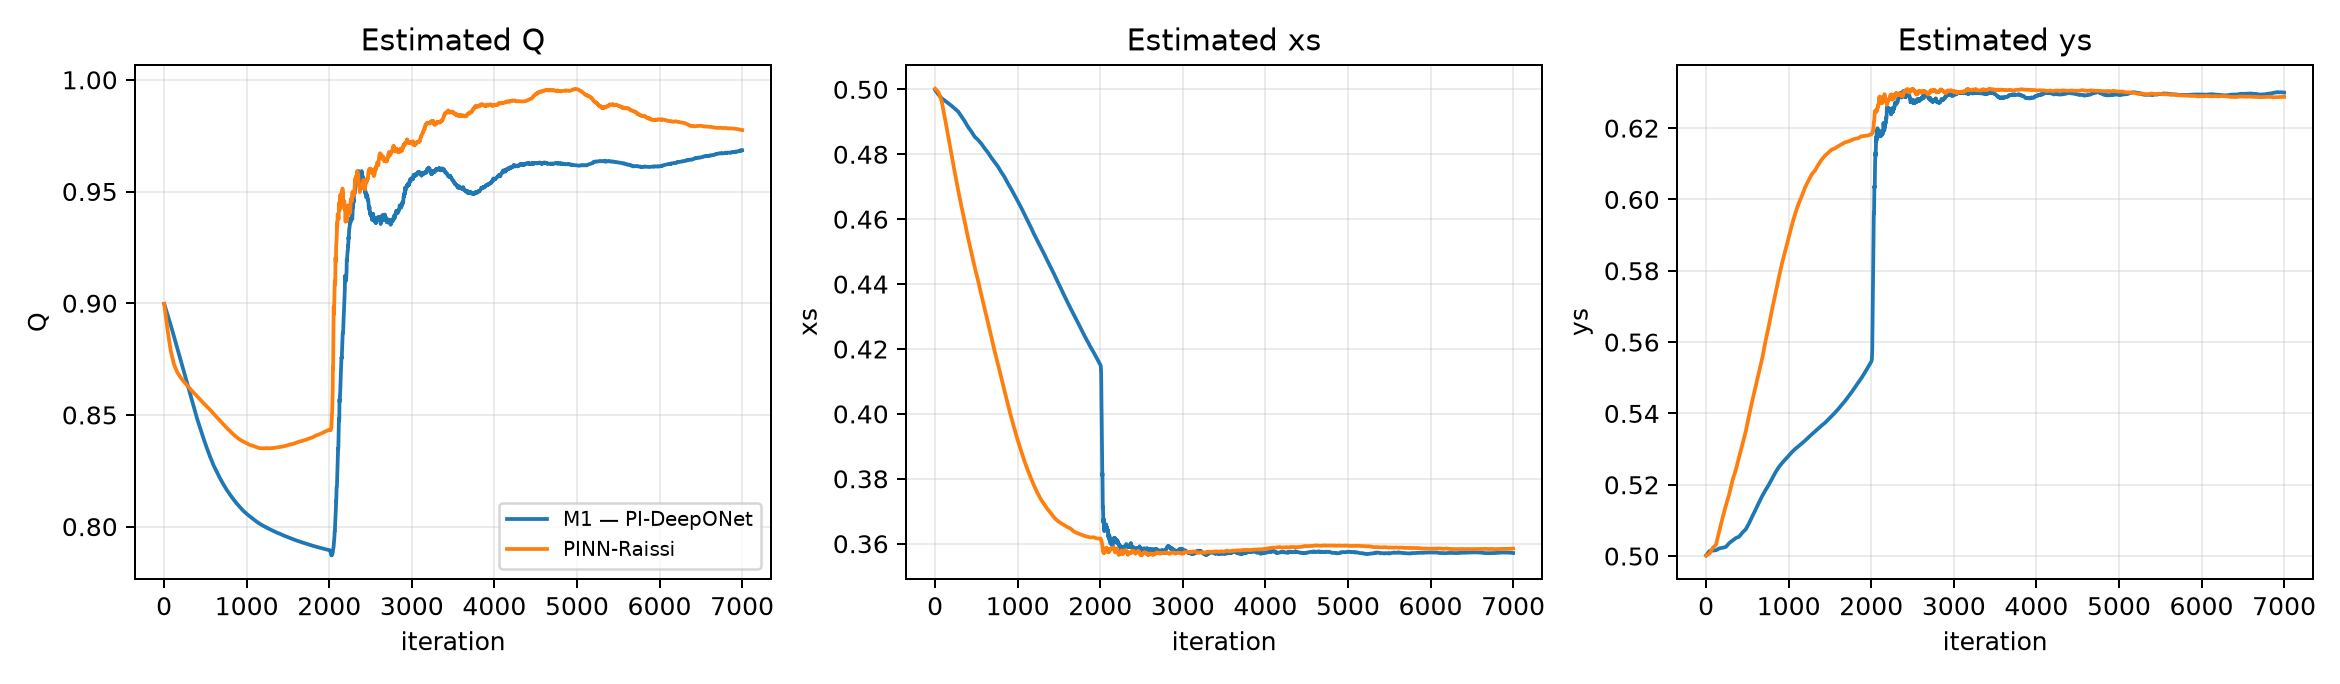 Estimated Q
1.00
0.95
0.90
0.85
0.80
Q
M1 — PI-DeepONet
PINN-Raissi
0 1000 2000 3000 4000 5000 6000 7000
iteration
Estimated xs
0.50
0.48
0.46
0.44
0.42
0.40
0.38
0.36
xs
0 1000 2000 3000 4000 5000 6000 7000
iteration
Estimated ys
0.62
0.60
0.58
0.56
0.54
0.52
0.50
ys
0 1000 2000 3000 4000 5000 6000 7000
iteration